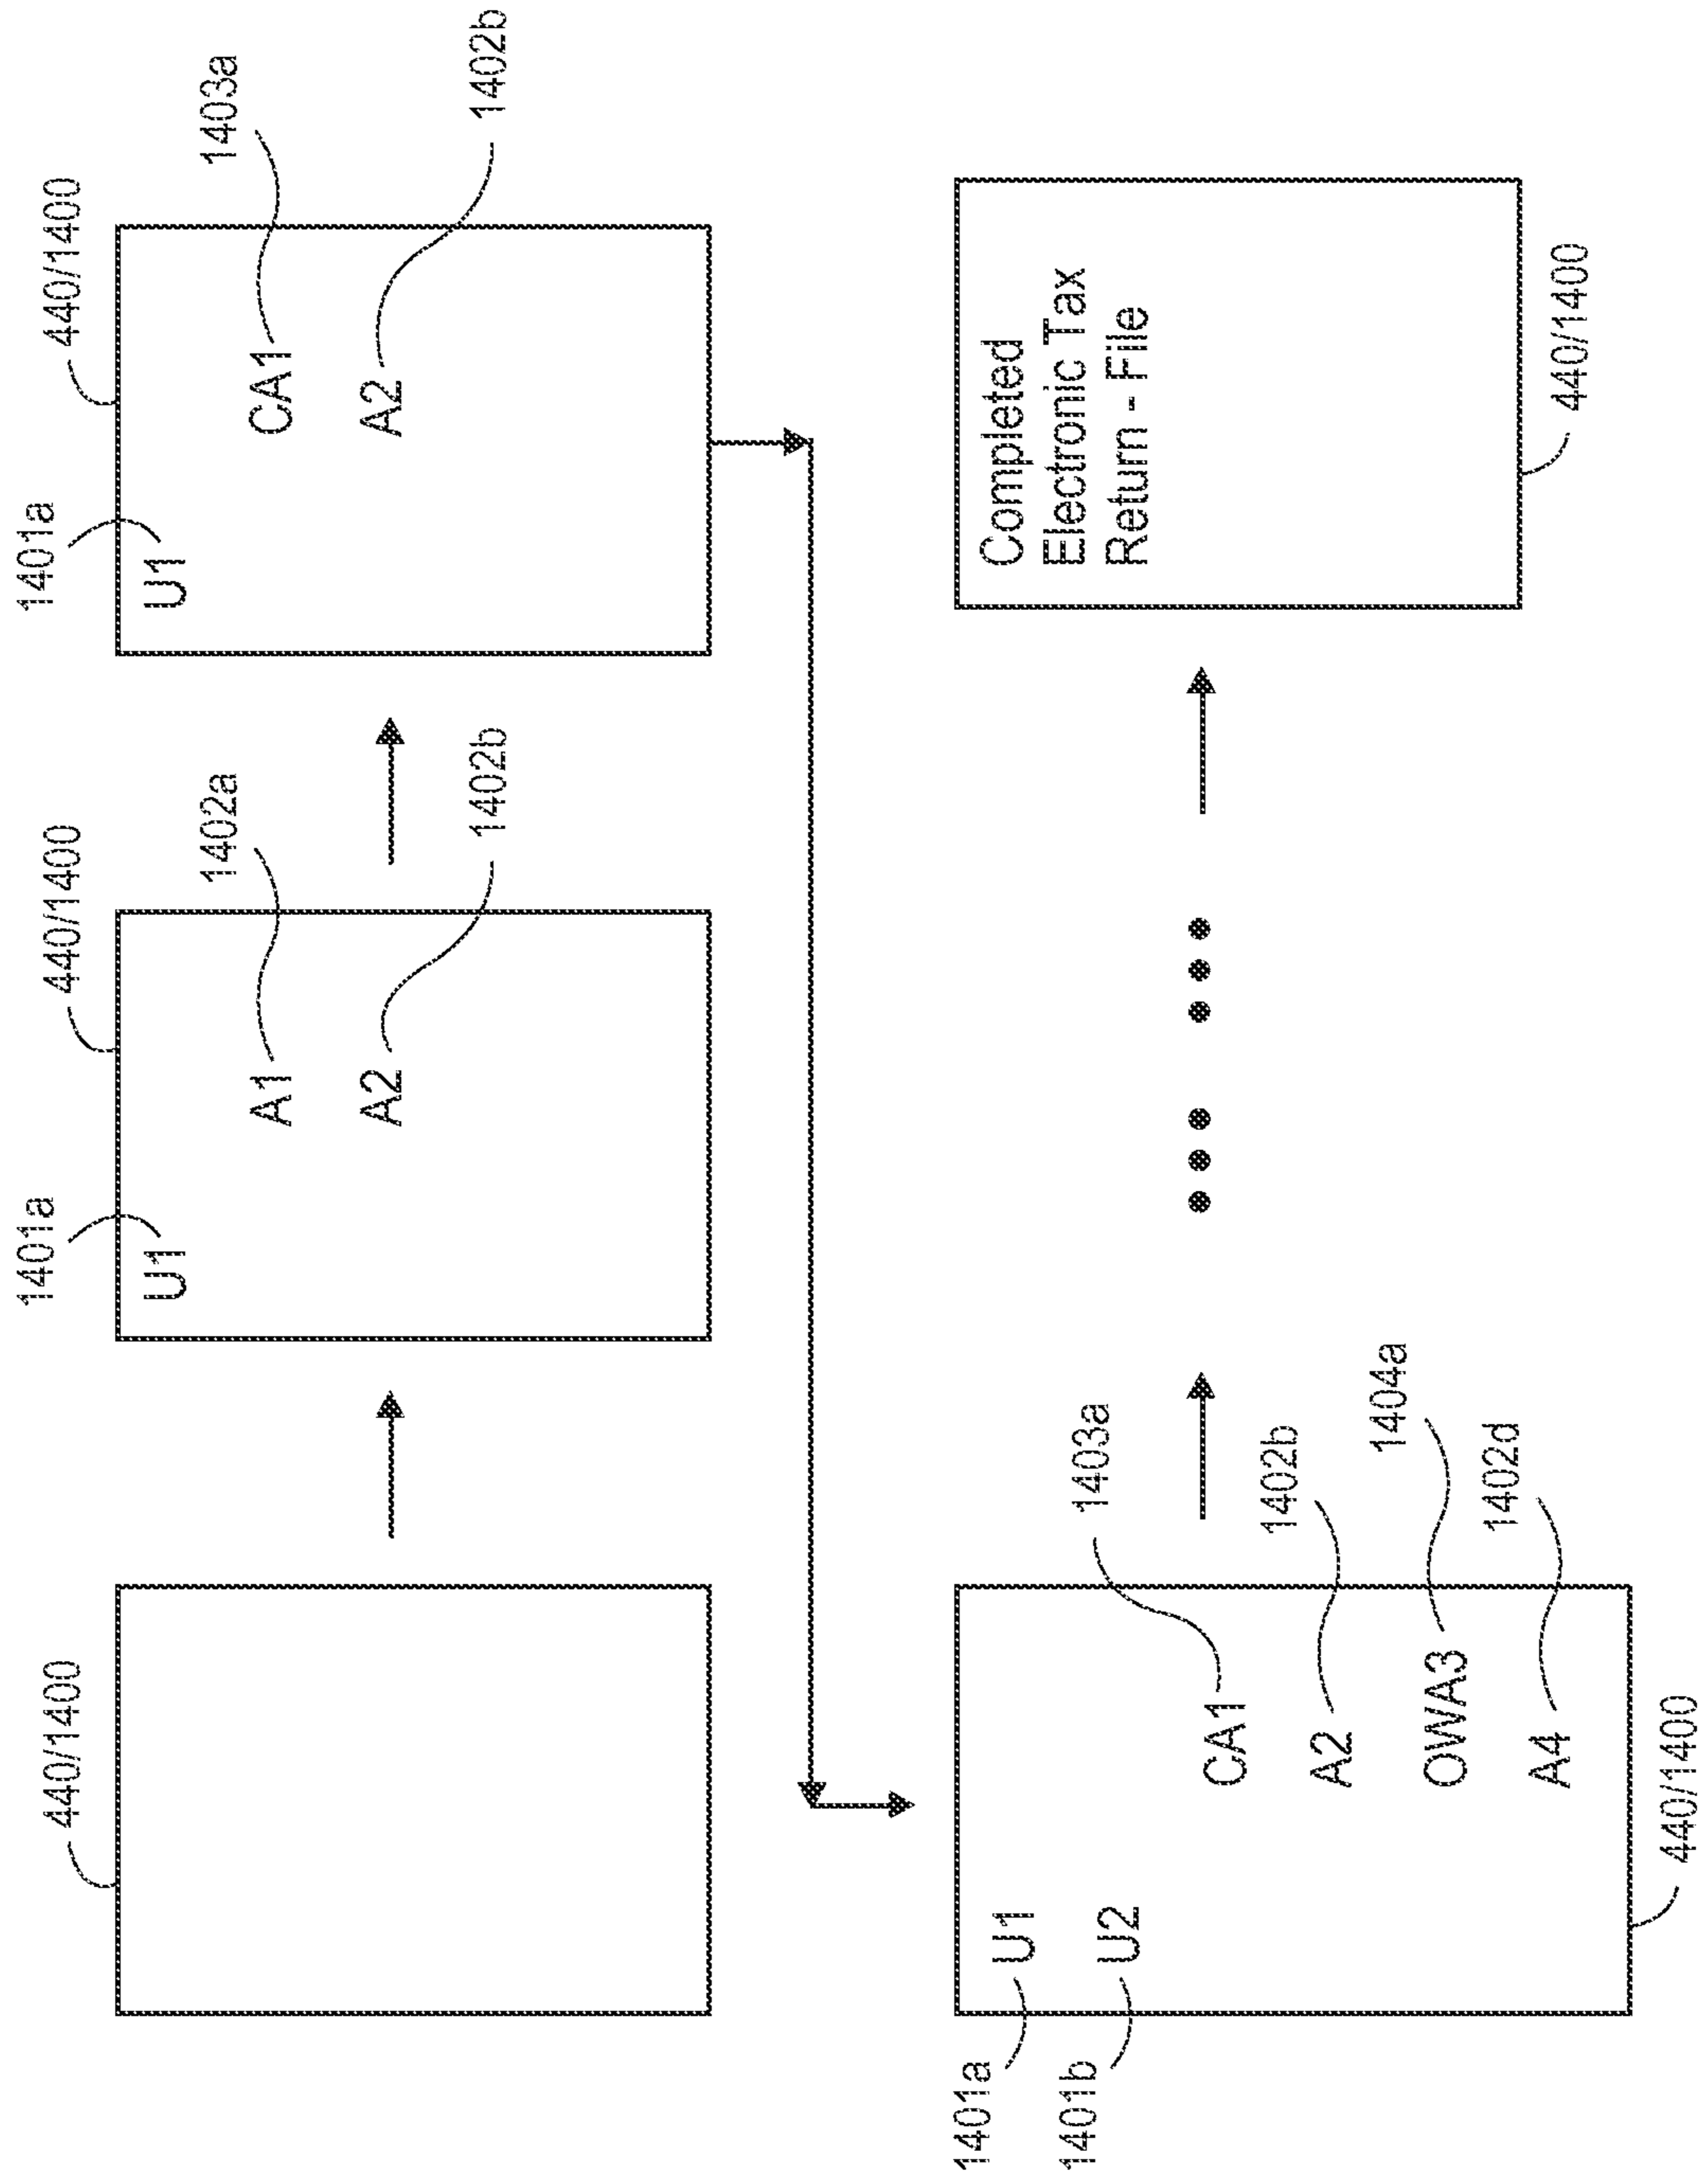 440/1400
1401a
440/1400
U1
A1
1402a
A2
1402b
1401a
440/1400
U1
CA1
1403a
A2
1402b
1401a
U1
1401b
U2
CA1
1403a
A2
1402b
OWA3
1404a
A4
1402d
440/1400
Completed
Electronic Tax
Return - File
440/1400